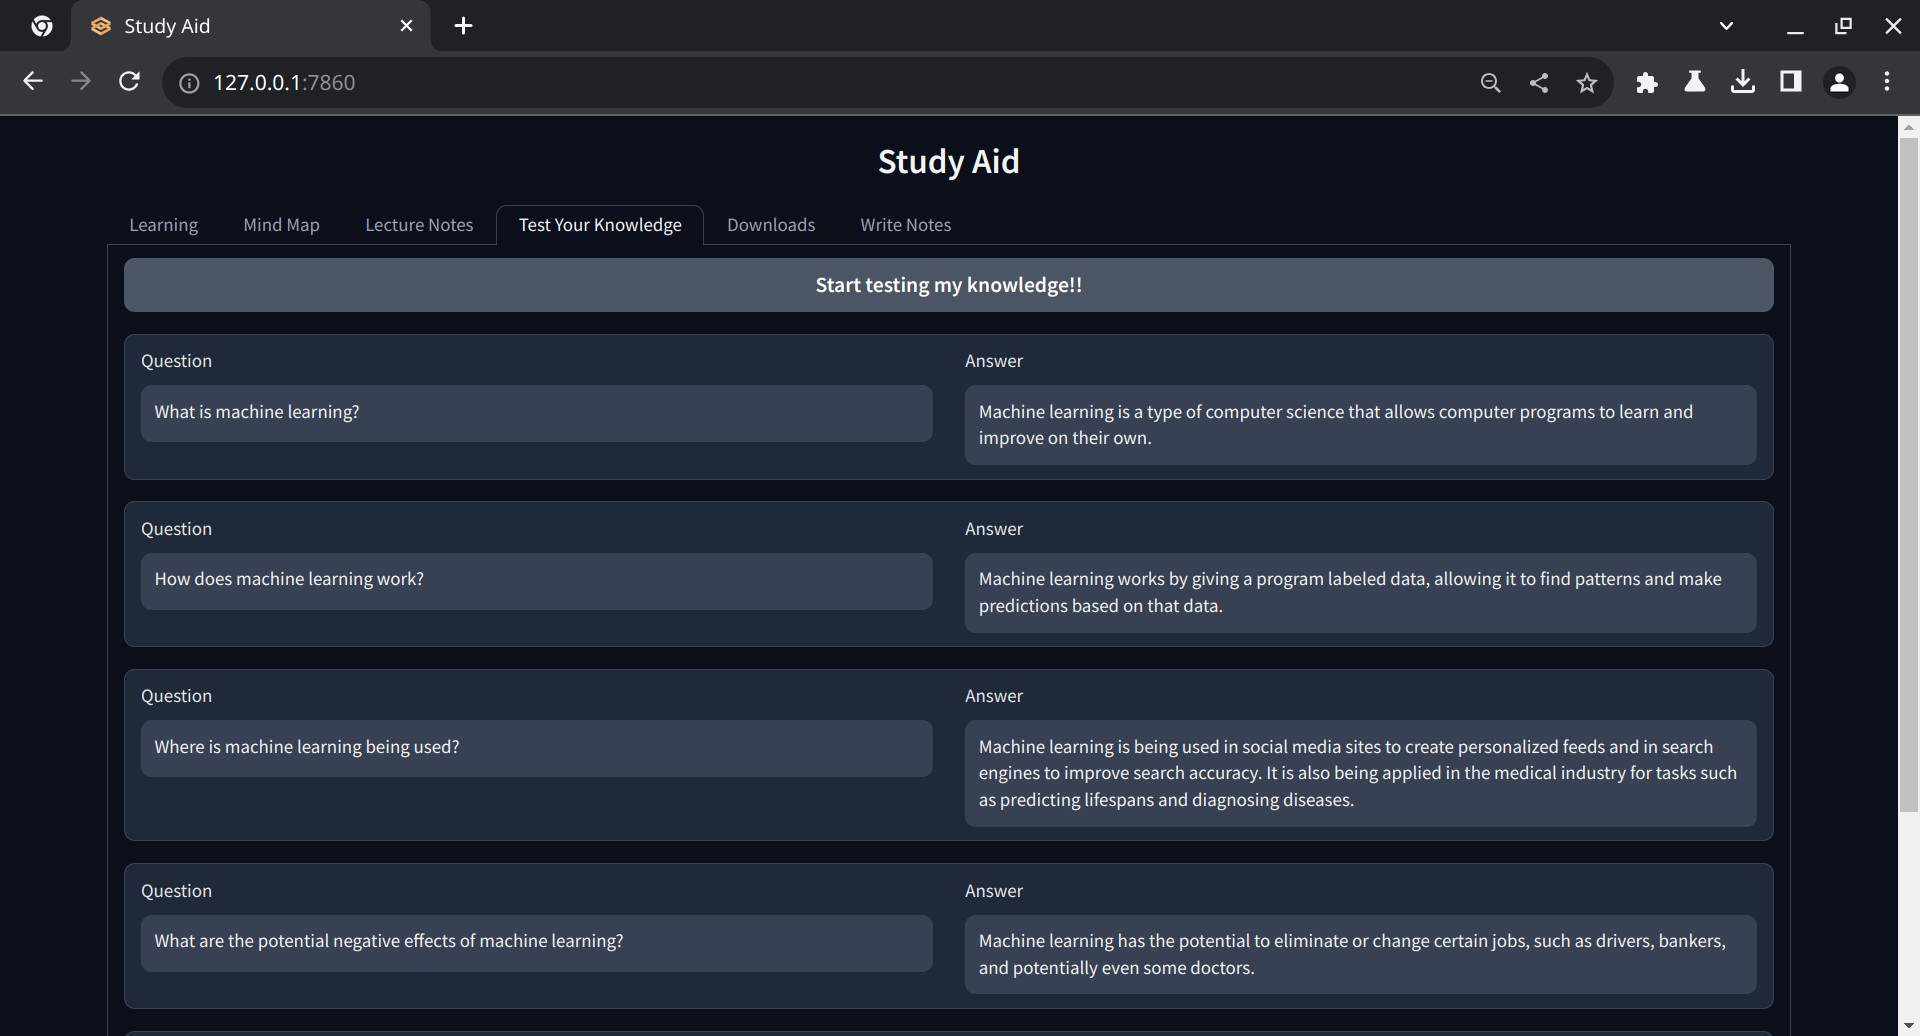 Study Aid
127.0.0.1:7860
Study Aid
Learning Mind Map Lecture Notes Test Your Knowledge Downloads Write Notes
Start testing my knowledge!!
Question
What is machine learning?
Answer
Machine learning is a type of computer science that allows computer programs to learn and
improve on their own.
Question
How does machine learning work?
Answer
Machine learning works by giving a program labeled data, allowing it to find patterns and make
predictions based on that data.
Question
Where is machine learning being used?
Answer
Machine learning is being used in social media sites to create personalized feeds and in search
engines to improve search accuracy. It is also being applied in the medical industry for tasks such
as predicting lifespans and diagnosing diseases.
Question
What are the potential negative effects of machine learning?
Answer
Machine learning has the potential to eliminate or change certain jobs, such as drivers, bankers,
and potentially even some doctors.